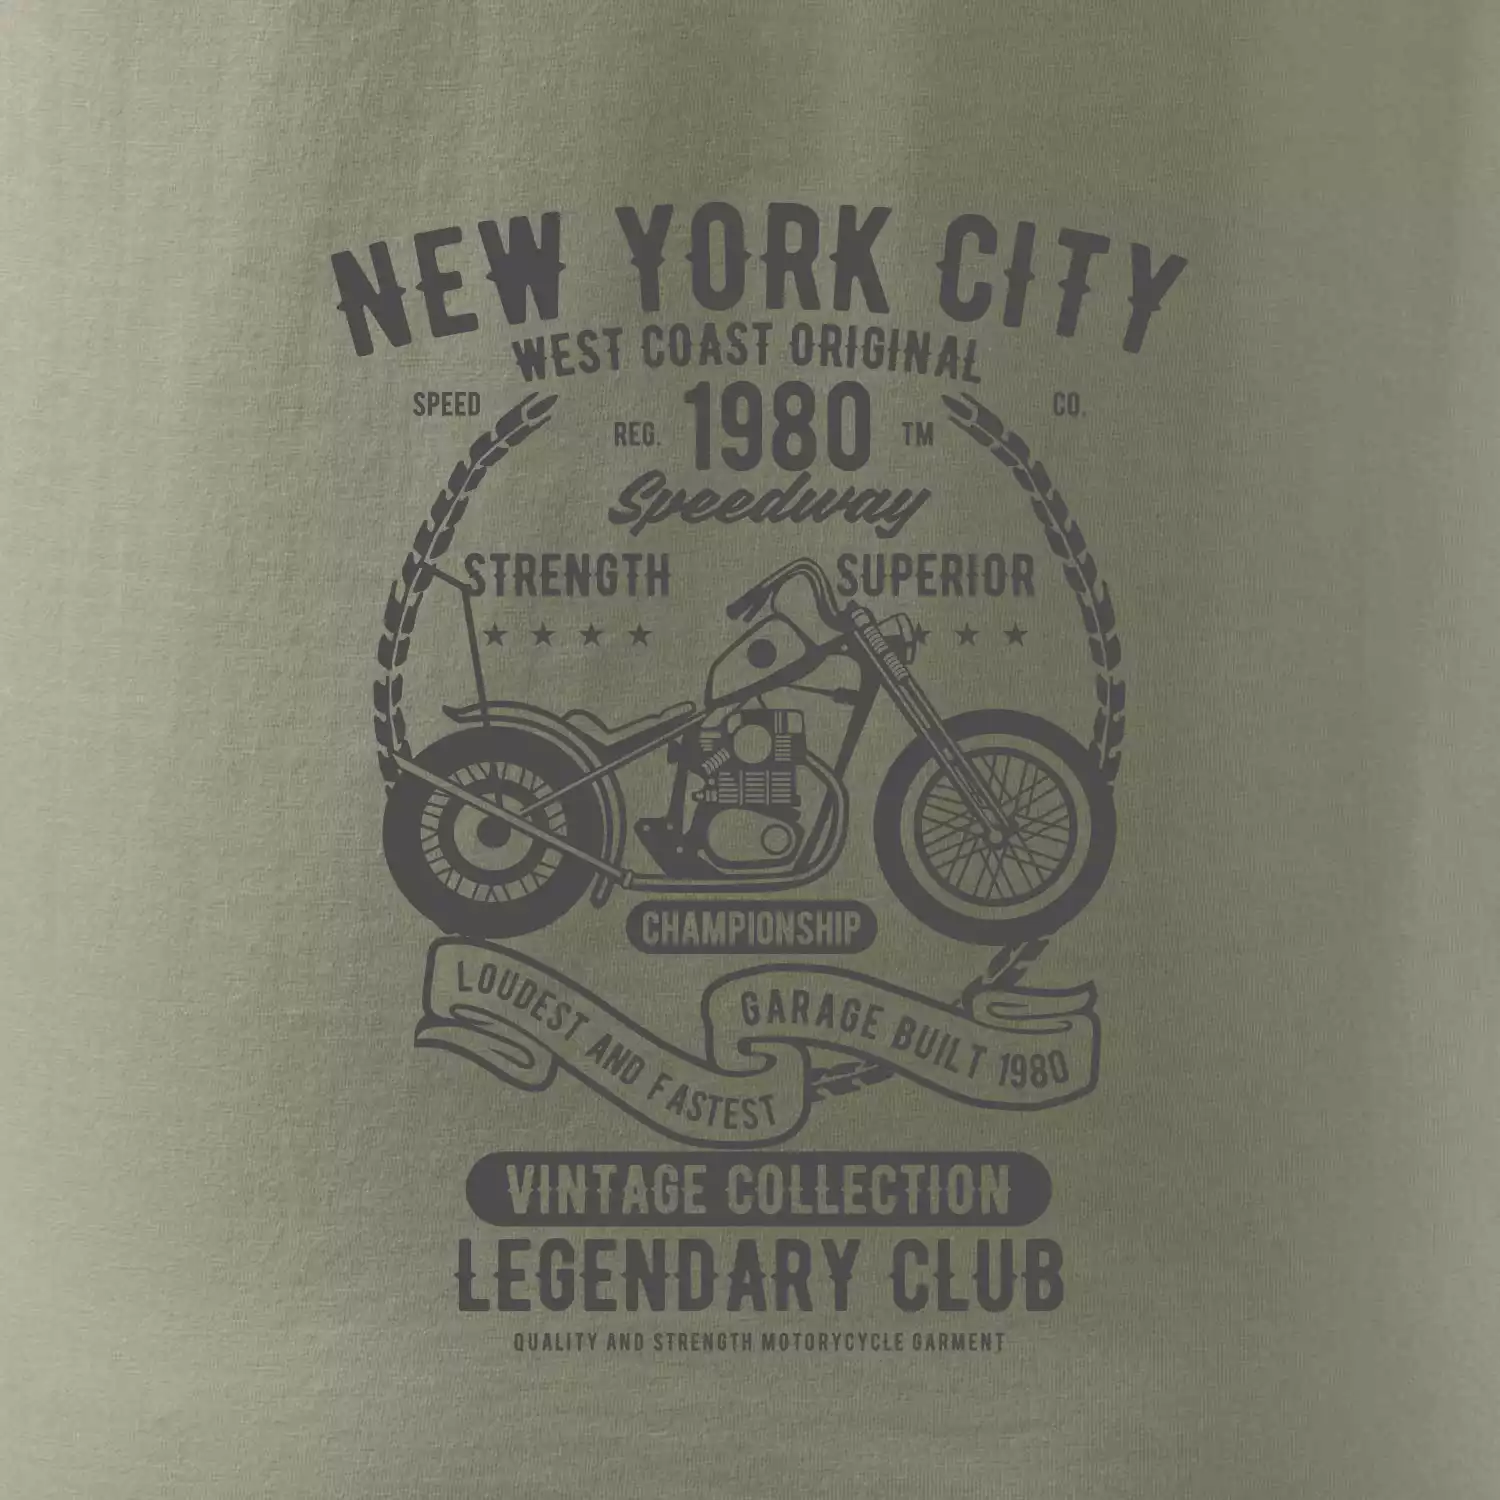 NEW YORK CITY
WEST COAST ORIGINAL
SPEED CO.
REG. 1980 TM
Speedway
STRENGTH SUPERIOR
CHAMPIONSHIP
LOUDEST AND FASTEST
GARAGE BUILT 1980
VINTAGE COLLECTION
LEGENDARY CLUB
QUALITY AND STRENGTH MOTORYCYCLE GARMENT